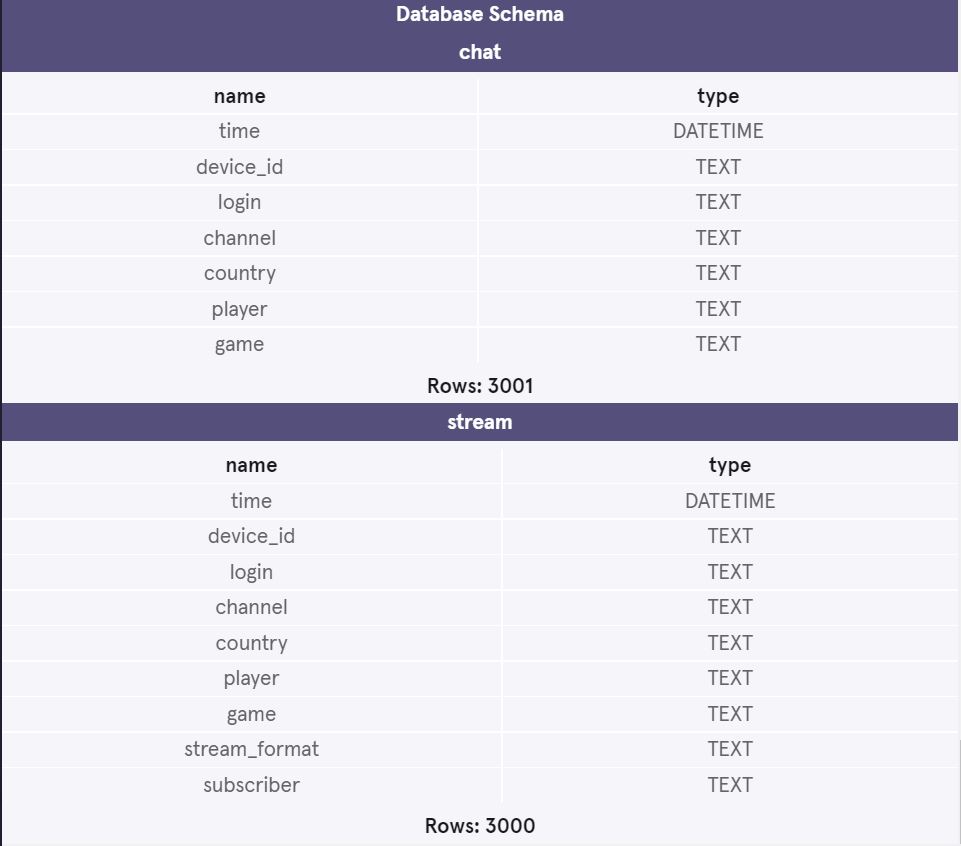 Database Schema
chat
name type
time DATETIME
device_id TEXT
login TEXT
channel TEXT
country TEXT
player TEXT
game TEXT
Rows: 3001
stream
name type
time DATETIME
device_id TEXT
login TEXT
channel TEXT
country TEXT
player TEXT
game TEXT
stream_format TEXT
subscriber TEXT
Rows: 3000